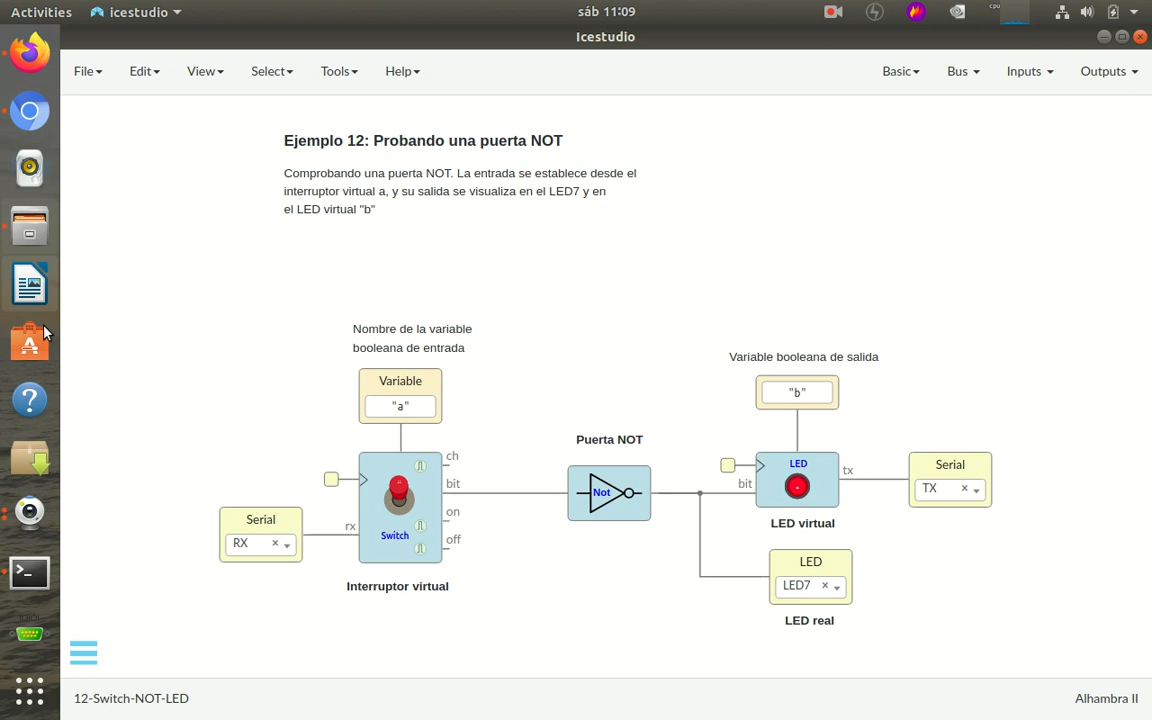 Activities
icestudio
sáb 11:09
cpu
Icestudio
File
Edit
View
Select
Tools
Help
Basic
Bus
Inputs
Outputs
Ejemplo 12: Probando una puerta NOT
Comprobando una puerta NOT. La entrada se establece desde el
interruptor virtual a, y su salida se visualiza en el LED7 y en
el LED virtual "b"
Nombre de la variable
booleana de entrada
Variable
"a"
ch
bit
on
off
rx
Switch
Interruptor virtual
Serial
RX ×
Puerta NOT
Not
Variable booleana de salida
"b"
LED
bit
tx
LED virtual
Serial
TX ×
LED
LED7 ×
LED real
12-Switch-NOT-LED
Alhambra II